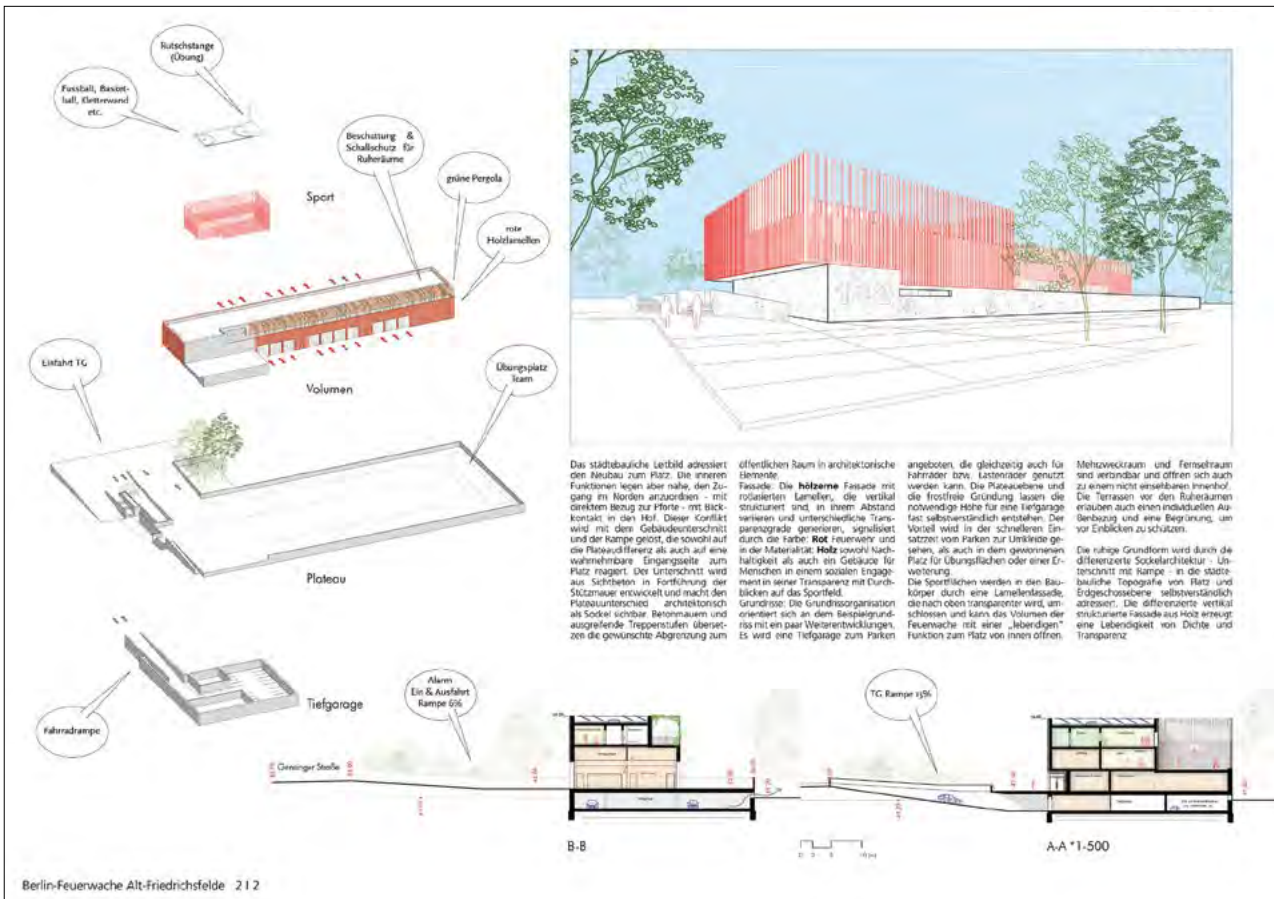 Rutschstange
(Übung)
Fussball, Basket-
ball, Kletterwand
etc.
Sport
Beschattung &
Schallschutz für
Ruheräume
grüne Pergola
rote
Holzlamellen
Volumen
Einfahrt TG
Übungsplatz
Team
Plateau
Tiefgarage
Fahrradrampe
Das städtebauliche Leitbild adressiert
den Neubau zum Platz. Die inneren
Funktionen legen aber nahe, den Zu-
gang im Norden anzuordnen - mit
direktem Bezug zur Pforte - mit Blick-
kontakt in den Hof. Dieser Konflikt
wird mit dem Gebäudeunterschnitt
und der Rampe gelöst, die sowohl auf
die Plateaudifferenz als auch auf eine
wahrnehmbare Eingangsseite zum
Platz reagiert. Der Unterschnitt wird
aus Sichtbeton in Fortführung der
Stützmauer entwickelt und macht den
Plateauunterschied architektonisch
als Sockel sichtbar. Betonmauern und
ausgreifende Treppenstufen überset-
zen die gewünschte Abgrenzung zum
öffentlichen Raum in architektonische
Elemente.
Fassade: Die hölzerne Fassade mit
rotlasierten Lamellen, die vertikal
strukturiert sind, in ihrem Abstand
variieren und unterschiedliche Trans-
parenzgrade generieren, signalisiert
durch die Farbe: Rot Feuerwehr und
in der Materialität: Holz sowohl Nach-
haltigkeit als auch ein Gebäude für
Menschen in einem sozialen Engage-
ment in seiner Transparenz mit Durch-
blicken auf das Sportfeld.
Grundrisse: Die Grundrissorganisation
orientiert sich an dem Beispielgrund-
riss mit ein paar Weiterentwicklungen.
Es wird eine Tiefgarage zum Parken
angeboten, die gleichzeitig auch für
Fahrräder bzw. Lastenräder genutzt
werden kann. Die Plateauebene und
die frostfreie Gründung lassen die
notwendige Höhe für eine Tiefgarage
fast selbstverständlich entstehen. Der
Vorteil wird in der schnelleren Ein-
satzzeit vom Parken zur Umkleide ge-
sehen, als auch in dem gewonnenen
Platz für Übungsflächen oder einer Er-
weiterung.
Die Sportflächen werden in den Bau-
körper durch eine Lamellenfassade,
die nach oben transparenter wird, um-
schlossen und kann das Volumen der
Feuerwache mit einer „lebendigen"
Funktion zum Platz von innen öffnen.
Mehrzweckraum und Fernsehraum
sind verbindbar und öffnen sich auch
zu einem nicht einsehbaren Innenhof.
Die Terrassen vor den Ruheräumen
erlauben auch einen individuellen Au-
ßenbezug und eine Begrünung, um
vor Einblicken zu schützen.
Die ruhige Grundform wird durch die
differenzierte Sockelarchitektur - Un-
terschnitt mit Rampe - in die städte-
bauliche Topografie von Platz und
Erdgeschossebene selbstverständlich
adressiert. Die differenzierte vertikal
strukturierte Fassade aus Holz erzeugt
eine Lebendigkeit von Dichte und
Transparenz
Alarm
Ein & Ausfahrt
Rampe 6%
TG Rampe 15%
Gensinger Straße
B-B
A-A *1-500
Berlin-Feuerwache Alt-Friedrichsfelde 2|2